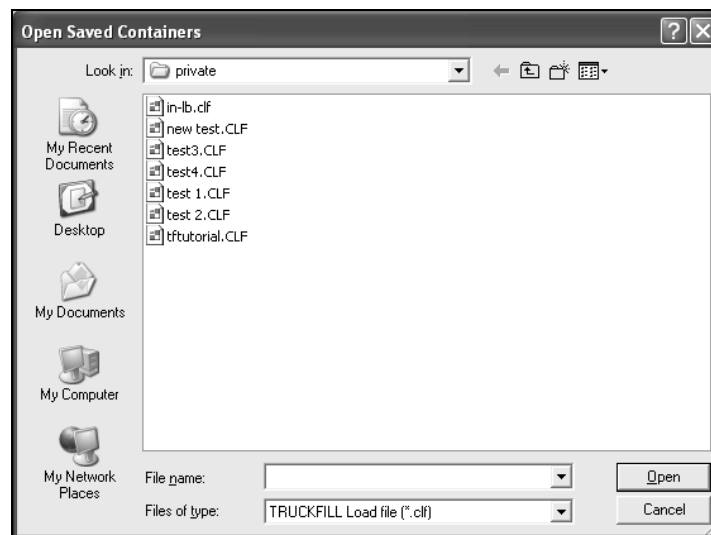 Open Saved Containers
Look in: private
in-lb.clf
new test.CLF
test3.CLF
test4.CLF
test 1.CLF
test 2.CLF
tftutorial.CLF
My Recent
Documents
Desktop
My Documents
My Computer
My Network
Places
File name:
Open
Files of type: TRUCKFILL Load file (*.clf)
Cancel